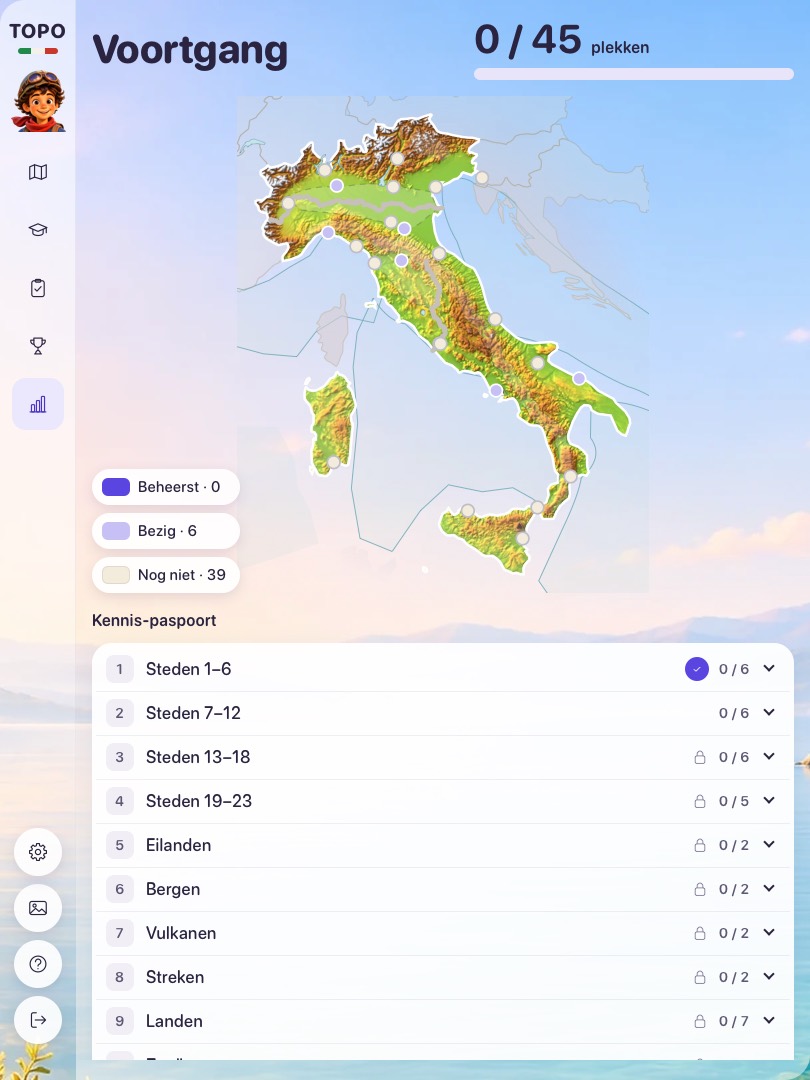 TOPO
Voortgang
0 / 45 plekken
Beheerst · 0
Bezig · 6
Nog niet · 39
Kennis-paspoort
1 Steden 1–6 0 / 6
2 Steden 7–12 0 / 6
3 Steden 13–18 0 / 6
4 Steden 19–23 0 / 5
5 Eilanden 0 / 2
6 Bergen 0 / 2
7 Vulkanen 0 / 2
8 Streken 0 / 2
9 Landen 0 / 7